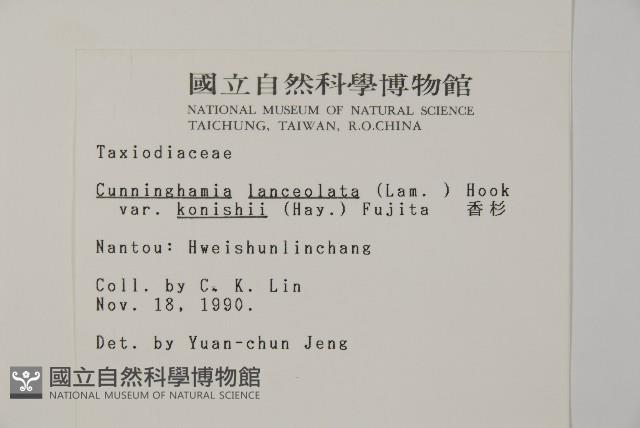 國立自然科學博物館
NATIONAL MUSEUM OF NATURAL SCIENCE
TAICHUNG, TAIWAN, R.O.CHINA
Taxiodiaceae
Cunninghamia lanceolata (Lam. ) Hook
var. konishii (Hay.) Fujita 香杉
Nantou: Hweishunlinchang
Coll. by C. K. Lin
Nov. 18, 1990.
Det. by Yuan-chun Jeng
國立自然科學博物館
NATIONAL MUSEUM OF NATURAL SCIENCE